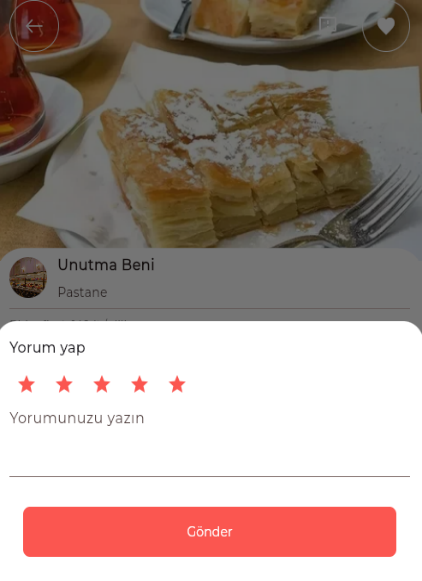 Unutma Beni
Pastane
Yorum yap
Yorumunuzu yazın
Gönder